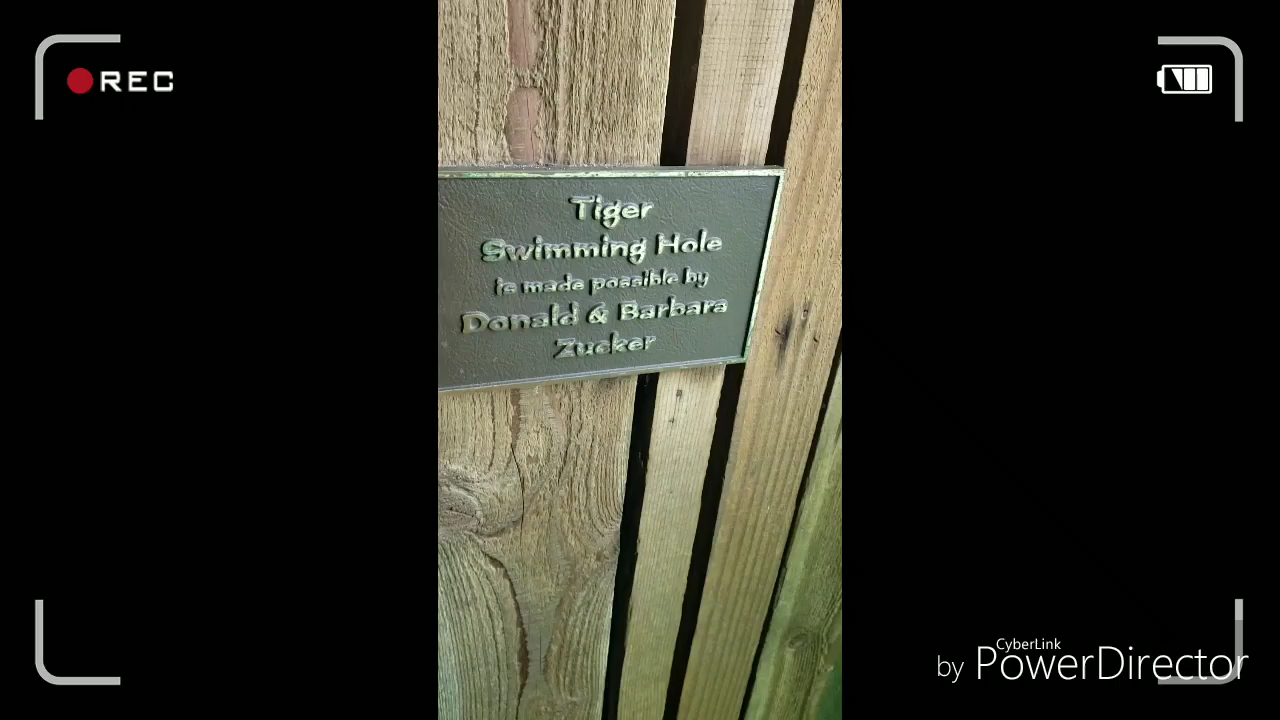 REC
Tiger
Swimming Hole
is made possible by
Donald & Barbara
Zucker
CyberLink
by PowerDirector